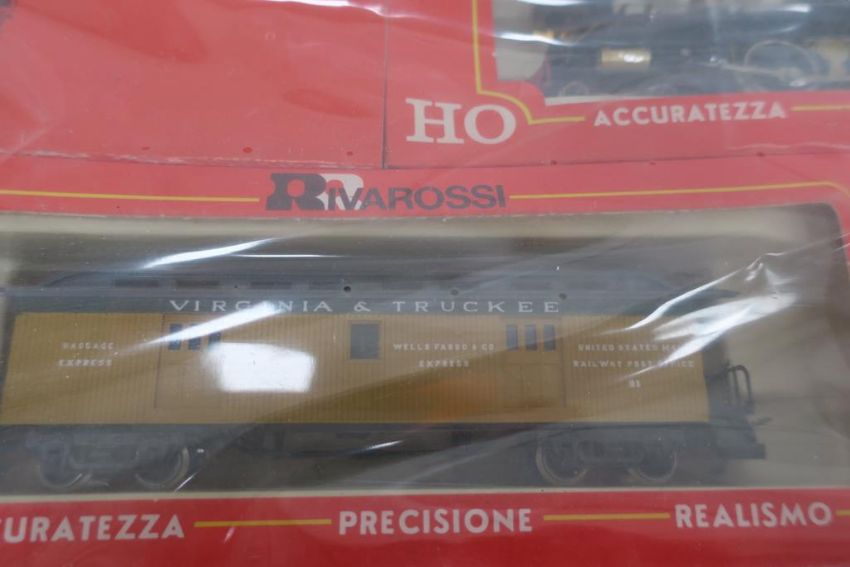 HO ACCURATEZZA
RIVAROSSI
VIRGINIA & TRUCKEE
BAGGAGE
EXPRESS
WELLS FARGO & CO.
EXPRESS
UNITED STATES MAIL
RAILWAY POST OFFICE
21
CURATEZZA PRECISIONE REALISMO